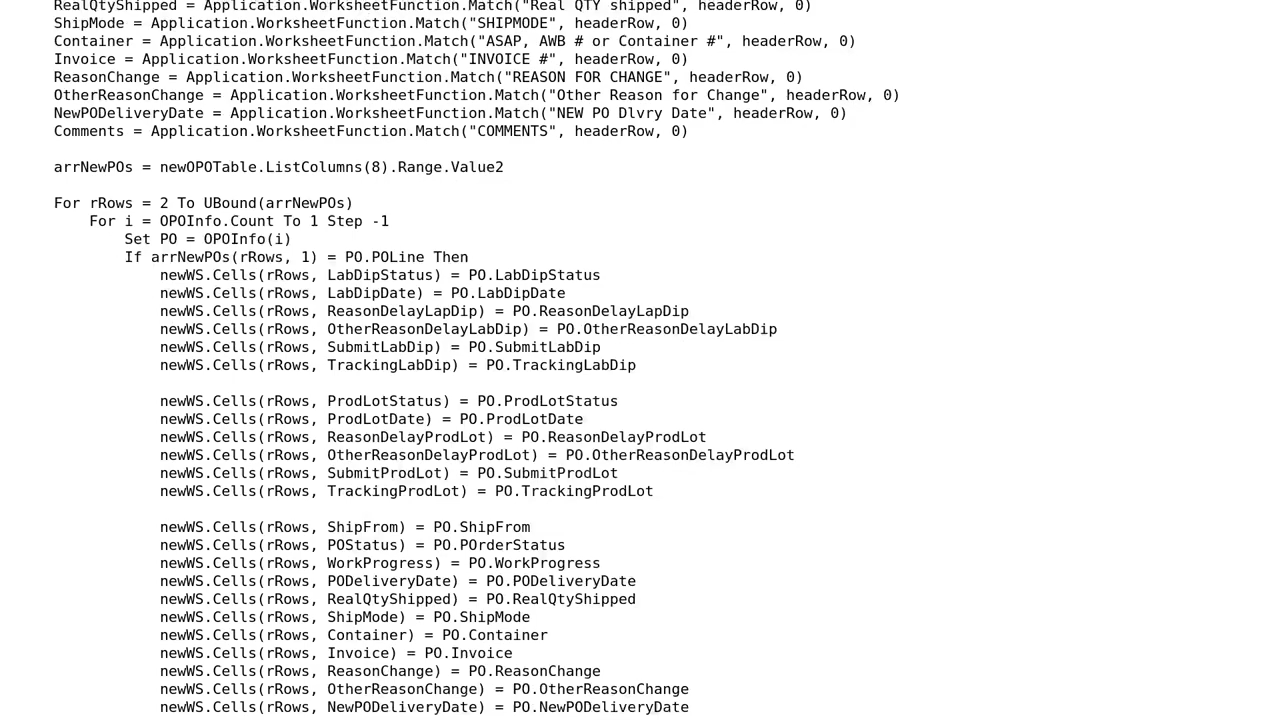 RealQtyShipped = Application.WorksheetFunction.Match("Real QTY shipped", headerRow, 0)
ShipMode = Application.WorksheetFunction.Match("SHIPMODE", headerRow, 0)
Container = Application.WorksheetFunction.Match("ASAP, AWB # or Container #", headerRow, 0)
Invoice = Application.WorksheetFunction.Match("INVOICE #", headerRow, 0)
ReasonChange = Application.WorksheetFunction.Match("REASON FOR CHANGE", headerRow, 0)
OtherReasonChange = Application.WorksheetFunction.Match("Other Reason for Change", headerRow, 0)
NewPODeliveryDate = Application.WorksheetFunction.Match("NEW PO Dlvry Date", headerRow, 0)
Comments = Application.WorksheetFunction.Match("COMMENTS", headerRow, 0)
arrNewPOs = newOPOTable.ListColumns(8).Range.Value2
For rRows = 2 To UBound(arrNewPOs)
For i = OPOInfo.Count To 1 Step -1
Set PO = OPOInfo(i)
If arrNewPOs(rRows, 1) = PO.POLine Then
newWS.Cells(rRows, LabDipStatus) = PO.LabDipStatus
newWS.Cells(rRows, LabDipDate) = PO.LabDipDate
newWS.Cells(rRows, ReasonDelayLapDip) = PO.ReasonDelayLapDip
newWS.Cells(rRows, OtherReasonDelayLabDip) = PO.OtherReasonDelayLabDip
newWS.Cells(rRows, SubmitLabDip) = PO.SubmitLabDip
newWS.Cells(rRows, TrackingLabDip) = PO.TrackingLabDip
newWS.Cells(rRows, ProdLotStatus) = PO.ProdLotStatus
newWS.Cells(rRows, ProdLotDate) = PO.ProdLotDate
newWS.Cells(rRows, ReasonDelayProdLot) = PO.ReasonDelayProdLot
newWS.Cells(rRows, OtherReasonDelayProdLot) = PO.OtherReasonDelayProdLot
newWS.Cells(rRows, SubmitProdLot) = PO.SubmitProdLot
newWS.Cells(rRows, TrackingProdLot) = PO.TrackingProdLot
newWS.Cells(rRows, ShipFrom) = PO.ShipFrom
newWS.Cells(rRows, POStatus) = PO.POrderStatus
newWS.Cells(rRows, WorkProgress) = PO.WorkProgress
newWS.Cells(rRows, PODeliveryDate) = PO.PODeliveryDate
newWS.Cells(rRows, RealQtyShipped) = PO.RealQtyShipped
newWS.Cells(rRows, ShipMode) = PO.ShipMode
newWS.Cells(rRows, Container) = PO.Container
newWS.Cells(rRows, Invoice) = PO.Invoice
newWS.Cells(rRows, ReasonChange) = PO.ReasonChange
newWS.Cells(rRows, OtherReasonChange) = PO.OtherReasonChange
newWS.Cells(rRows, NewPODeliveryDate) = PO.NewPODeliveryDate